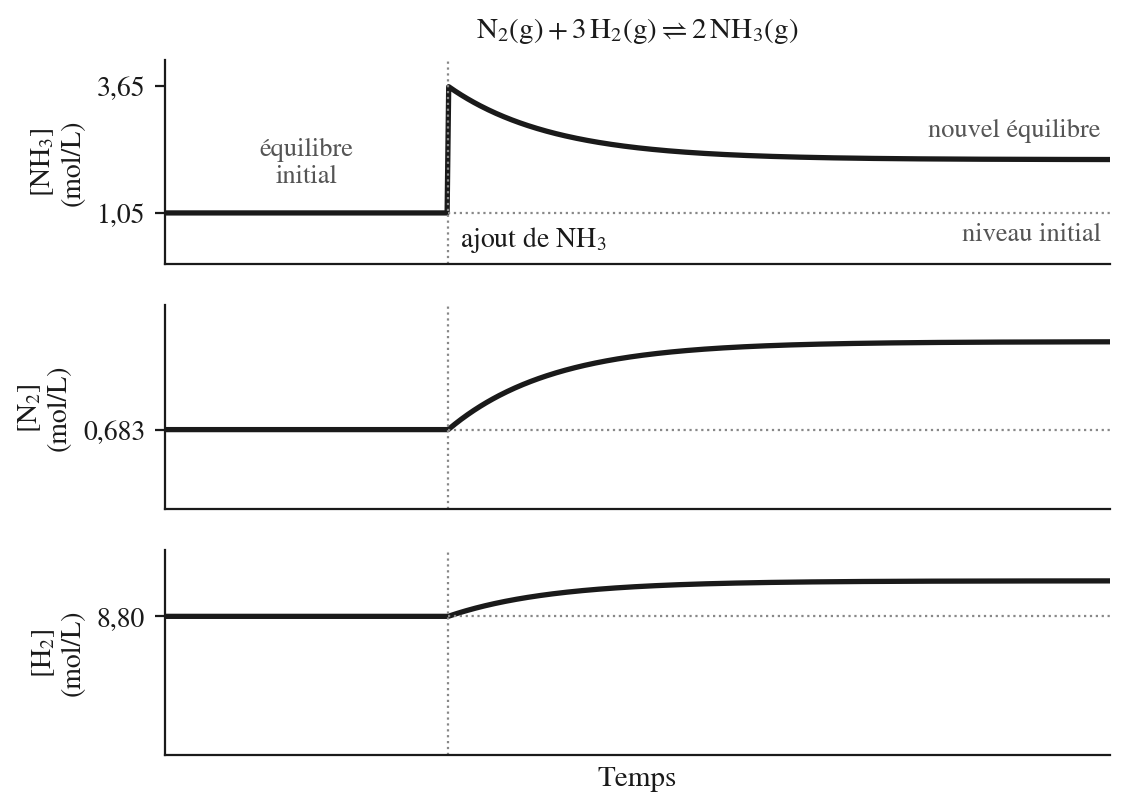 N₂(g) + 3 H₂(g) ⇌ 2 NH₃(g)
[NH₃]
(mol/L)
3,65
1,05
équilibre
initial
nouvel équilibre
ajout de NH₃
niveau initial
[N₂]
(mol/L)
0,683
[H₂]
(mol/L)
8,80
Temps